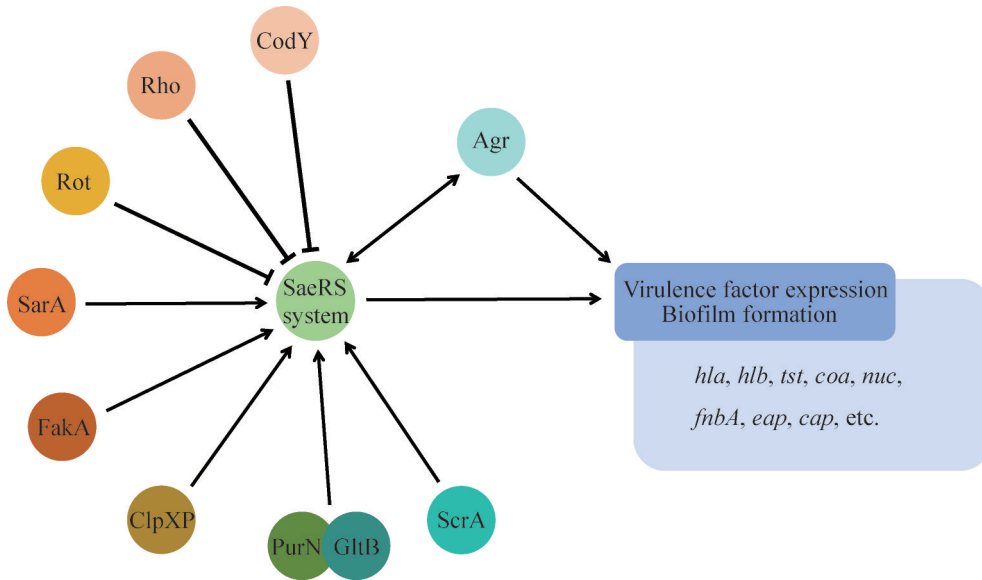 CodY
Rho
Agr
Rot
SarA
SaeRS
system
Virulence factor expression
Biofilm formation
hla, hlb, tst, coa, nuc,
fnbA, eap, cap, etc.
FakA
ClpXP
PurN
GltB
ScrA